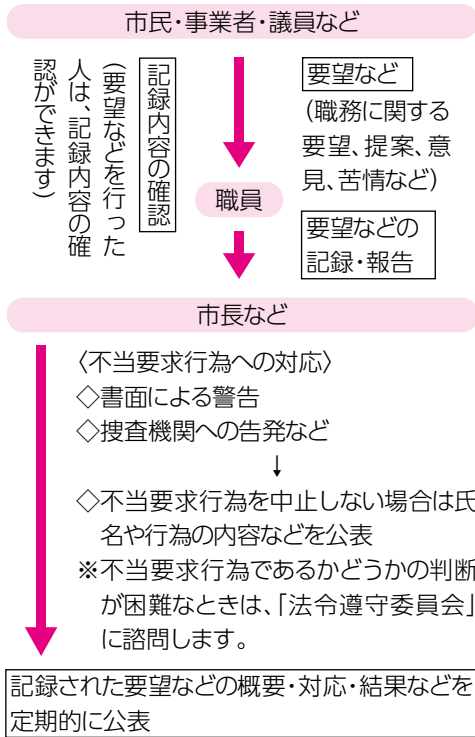 市民・事業者・議員など
記録内容の確認
(要望などを行った
人は、記録内容の確
認ができます)
要望など
(職務に関する
要望、提案、意
見、苦情など)
職員
要望などの
記録・報告
市長など
〈不当要求行為への対応〉
◇書面による警告
◇捜査機関への告発など
↓
◇不当要求行為を中止しない場合は氏
名や行為の内容などを公表
※不当要求行為であるかどうかの判断
が困難なときは、「法令遵守委員会」
に諮問します。
記録された要望などの概要・対応・結果などを
定期的に公表